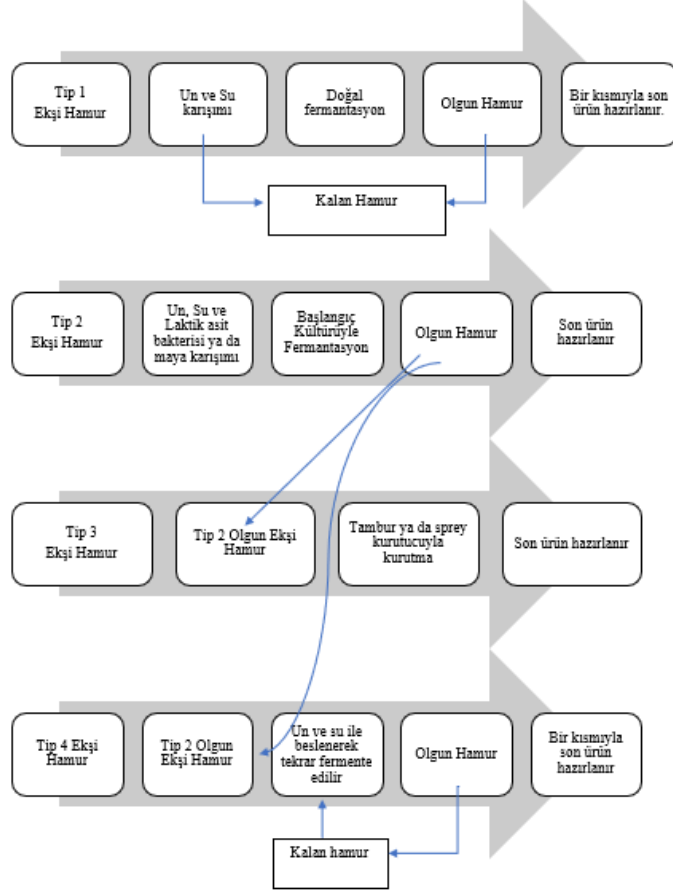 Tip 1
Ekşi Hamur
Un ve Su
karışımı
Doğal
fermantasyon
Olgun Hamur
Bir kısmıyla son
ürün hazırlanır.
Kalan Hamur
Tip 2
Ekşi Hamur
Un, Su ve
Laktik asit
bakterisi ya da
maya karışımı
Başlangıç
Kültürüyle
Fermantasyon
Olgun Hamur
Son ürün
hazırlanır
Tip 3
Ekşi Hamur
Tip 2 Olgun Ekşi
Hamur
Tambur ya da sprey
kurutucuyla
kurutma
Son ürün hazırlanır
Tip 4 Ekşi
Hamur
Tip 2 Olgun
Ekşi Hamur
Un ve su ile
beslenerek
tekrar fermente
edilir
Olgun Hamur
Bir kısmıyla
son ürün
hazırlanır
Kalan hamur